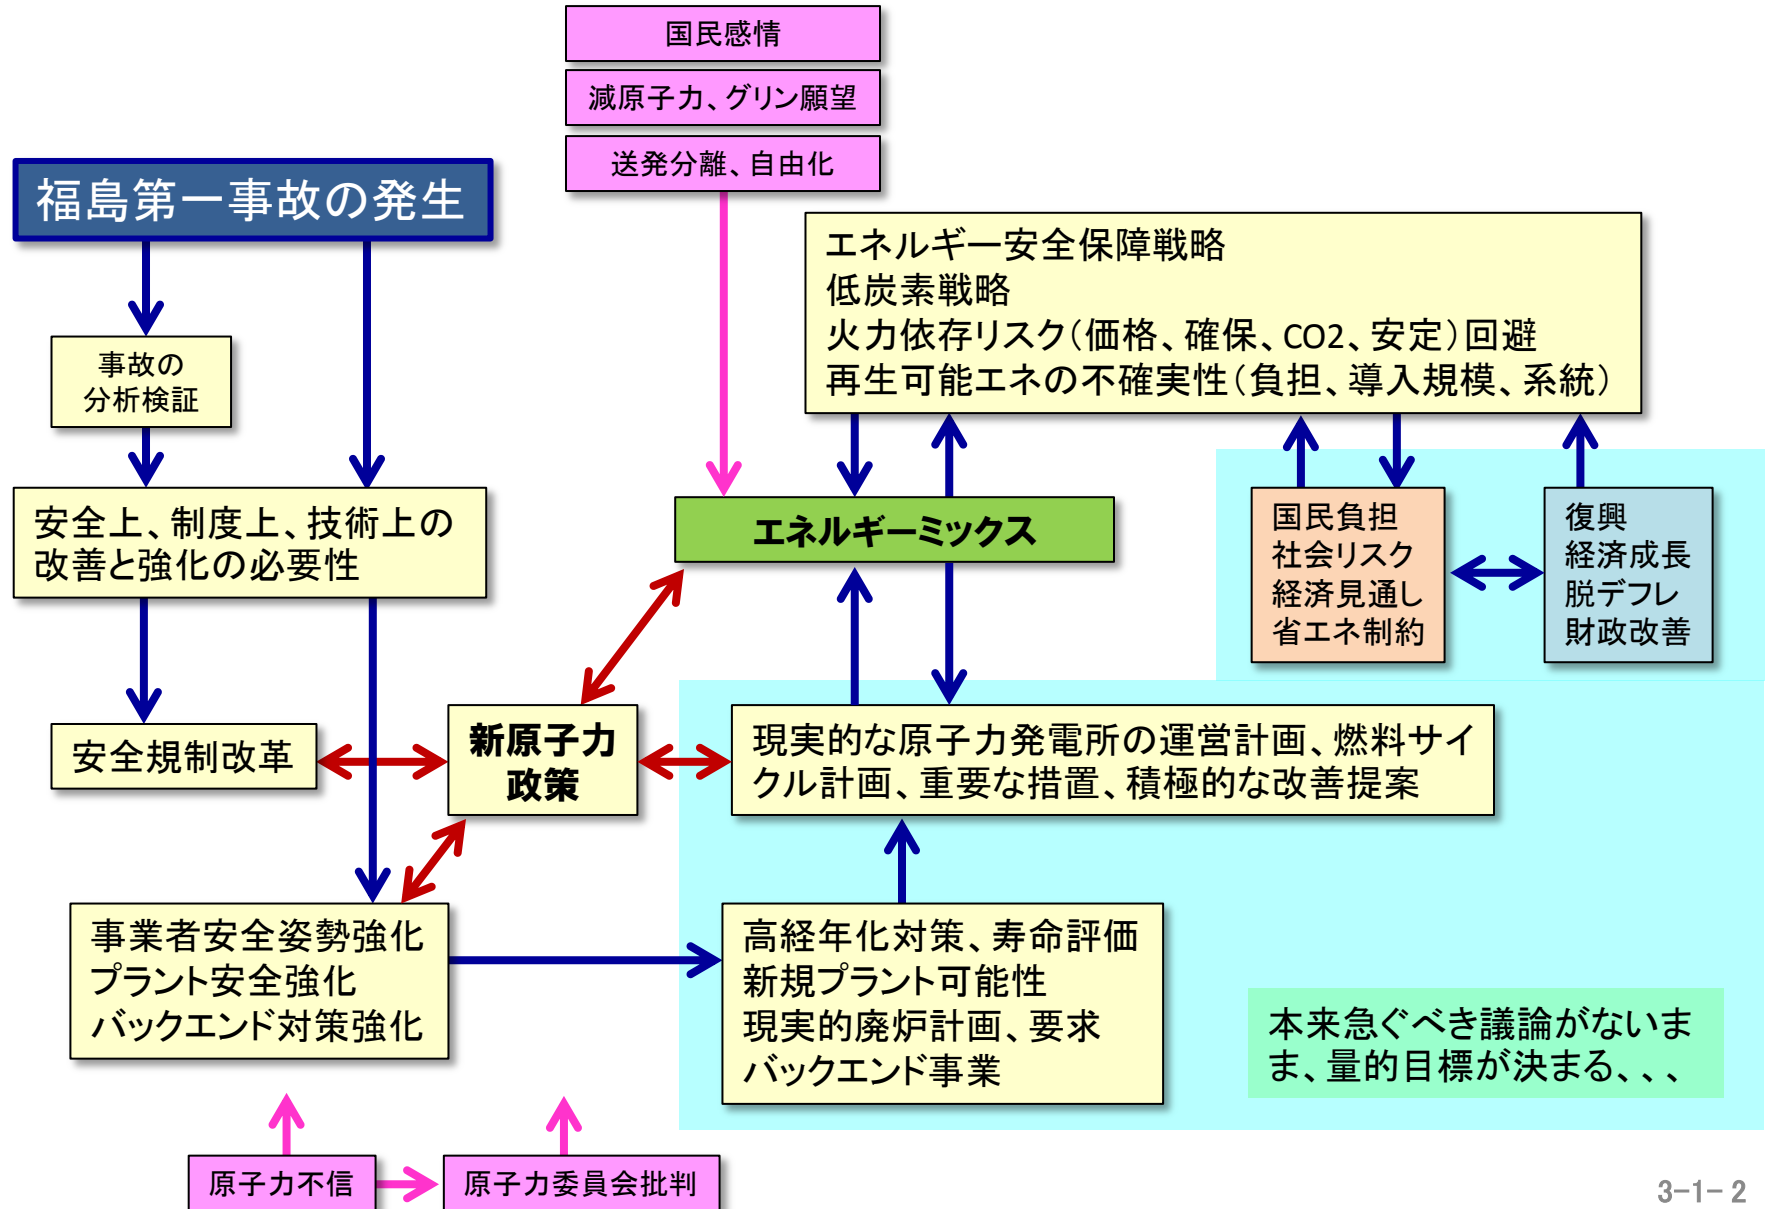 国民感情
減原子力、グリン願望
送発分離、自由化
福島第一事故の発生
エネルギー安全保障戦略
低炭素戦略
火力依存リスク(価格、確保、CO2、安定)回避
再生可能エネの不確実性(負担、導入規模、系統)
事故の
分析検証
安全上、制度上、技術上の
改善と強化の必要性
エネルギーミックス
国民負担
社会リスク
経済見通し
省エネ制約
復興
経済成長
脱デフレ
財政改善
安全規制改革
新原子力
政策
現実的な原子力発電所の運営計画、燃料サイ
クル計画、重要な措置、積極的な改善提案
事業者安全姿勢強化
プラント安全強化
バックエンド対策強化
高経年化対策、寿命評価
新規プラント可能性
現実的廃炉計画、要求
バックエンド事業
本来急ぐべき議論がないま
ま、量的目標が決まる、、、
原子力不信
原子力委員会批判
3-1-2